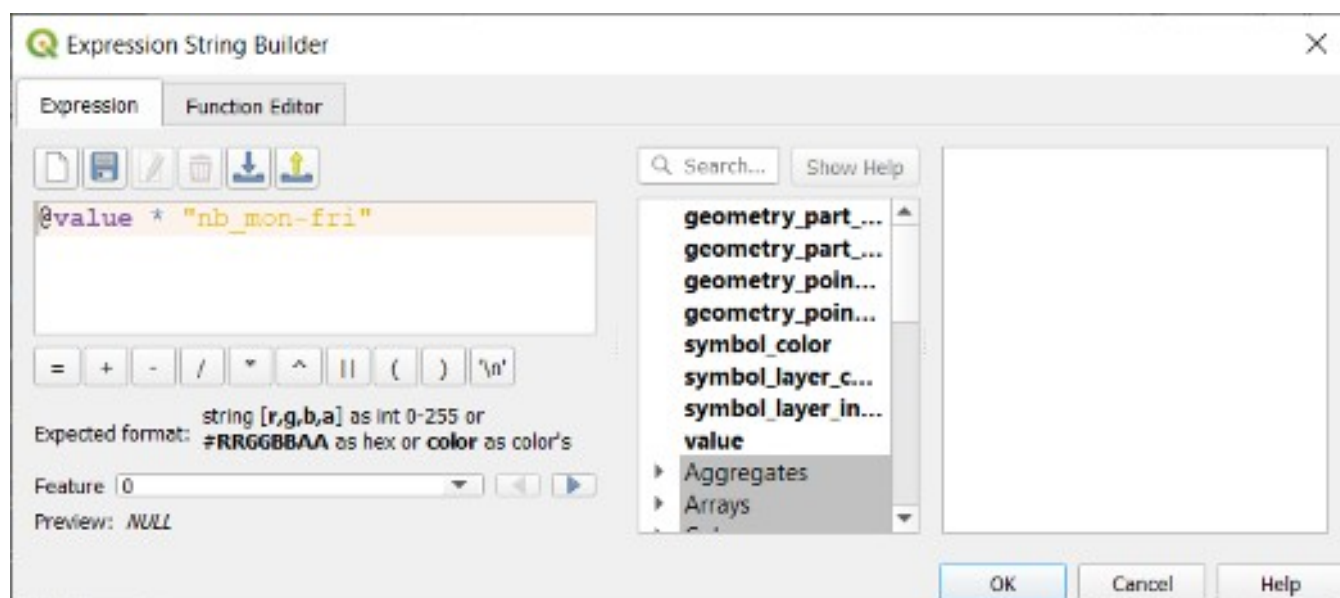 Expression String Builder
Expression
Function Editor
@value * "nb_mon-fri"
= + - / * ^ || ( ) '\n'
Expected format: string [r,g,b,a] as int 0-255 or
#RRGGBBAA as hex or color as color's
Feature 0
Preview: NULL
Search...
Show Help
geometry_part_...
geometry_part_...
geometry_poin...
geometry_poin...
symbol_color
symbol_layer_c...
symbol_layer_in...
value
Aggregates
Arrays
OK
Cancel
Help